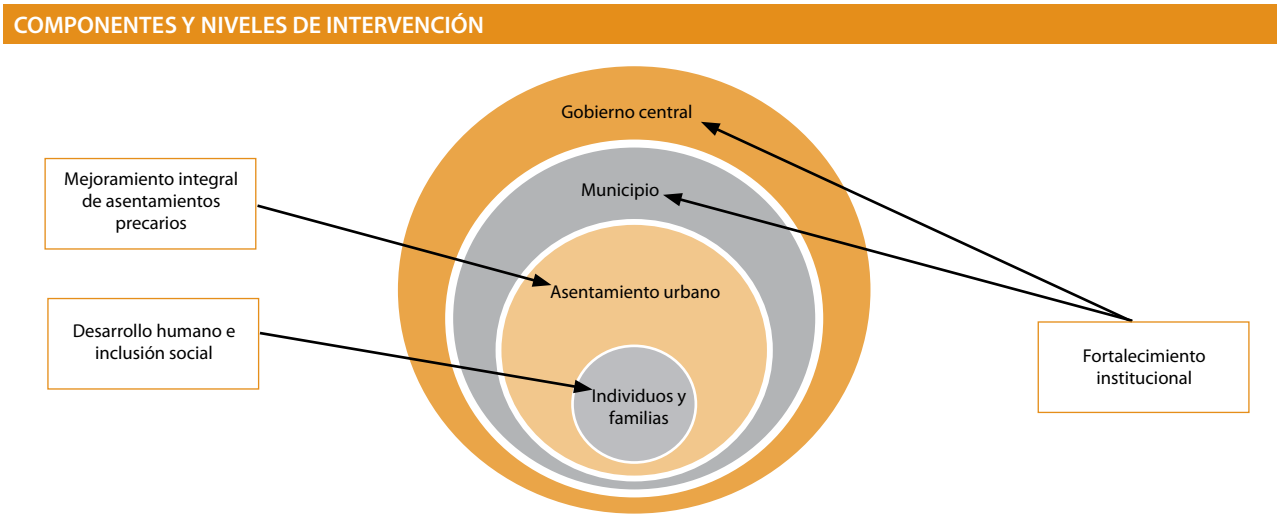 COMPONENTES Y NIVELES DE INTERVENCIÓN
Gobierno central
Mejoramiento integral
de asentamientos
precarios
Municipio
Asentamiento urbano
Desarrollo humano e
inclusión social
Fortalecimiento
institucional
Individuos y
familias